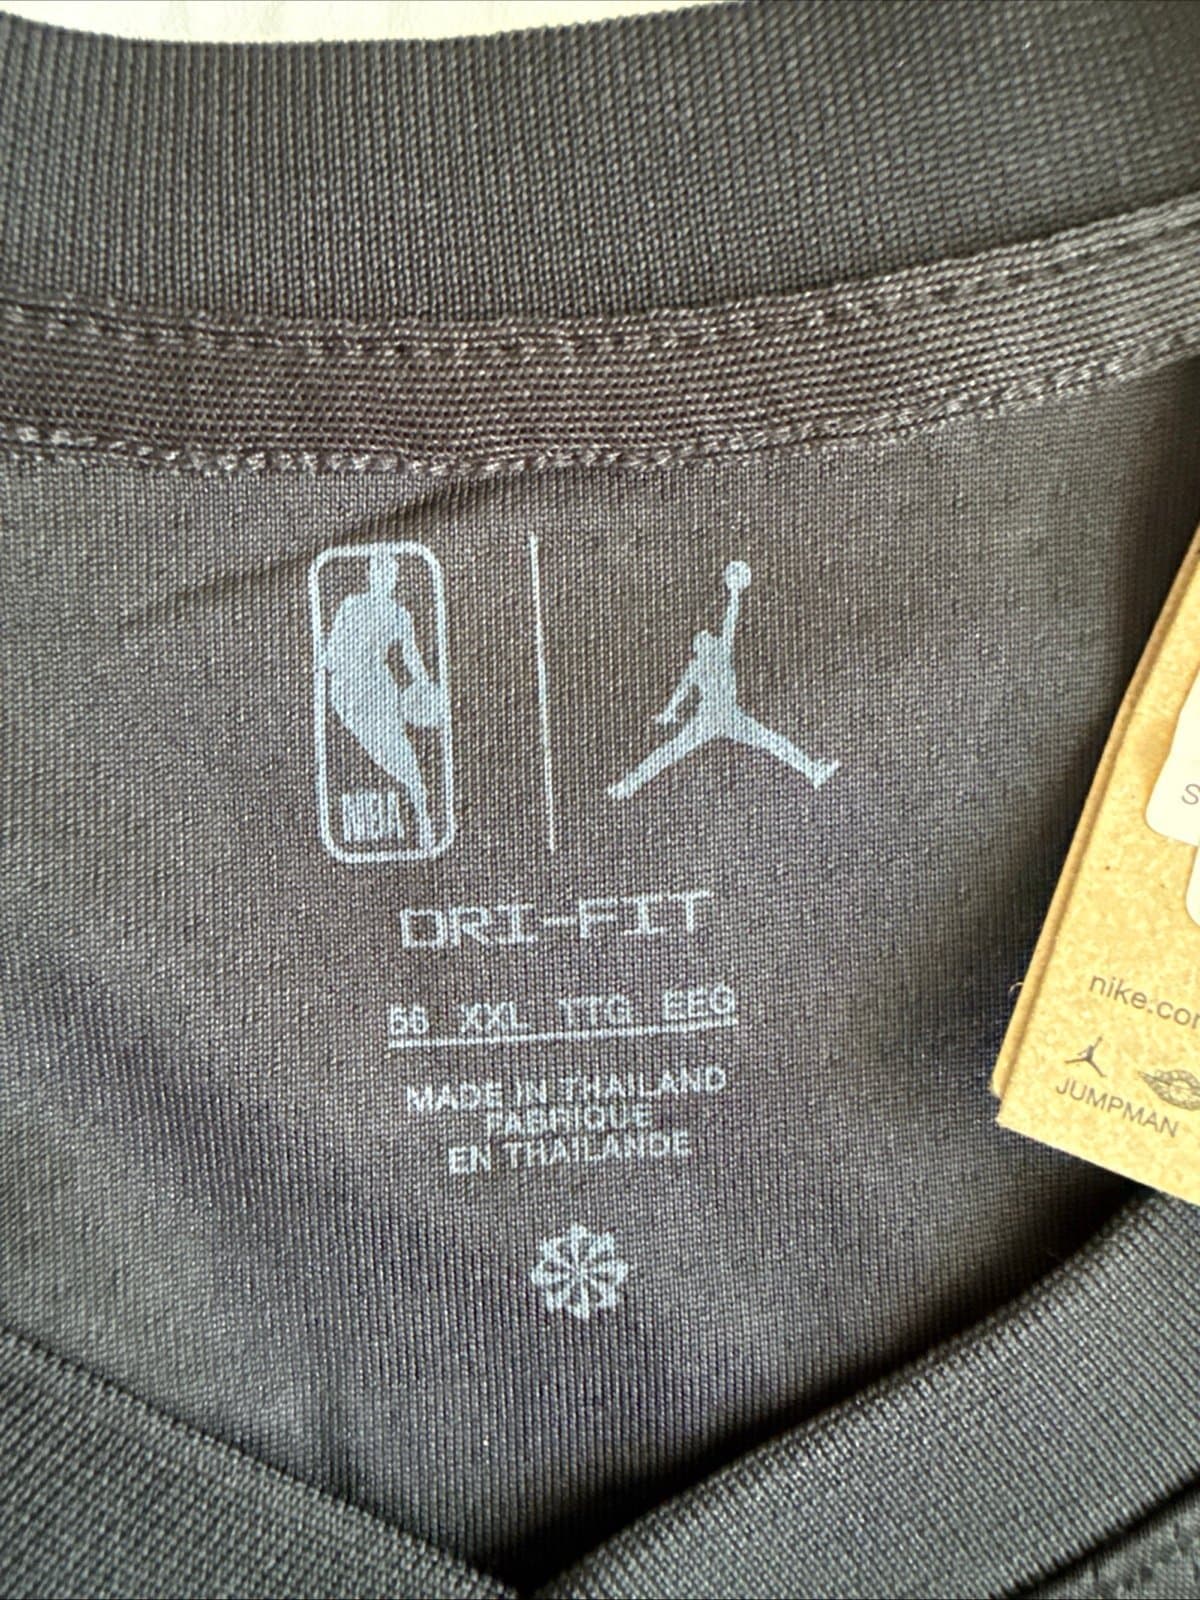 NBA
DRI-FIT
56 XXL TTG EEG
MADE IN THAILAND
FABRIQUE
EN THAILANDE
S
nike.com
JUMPMAN